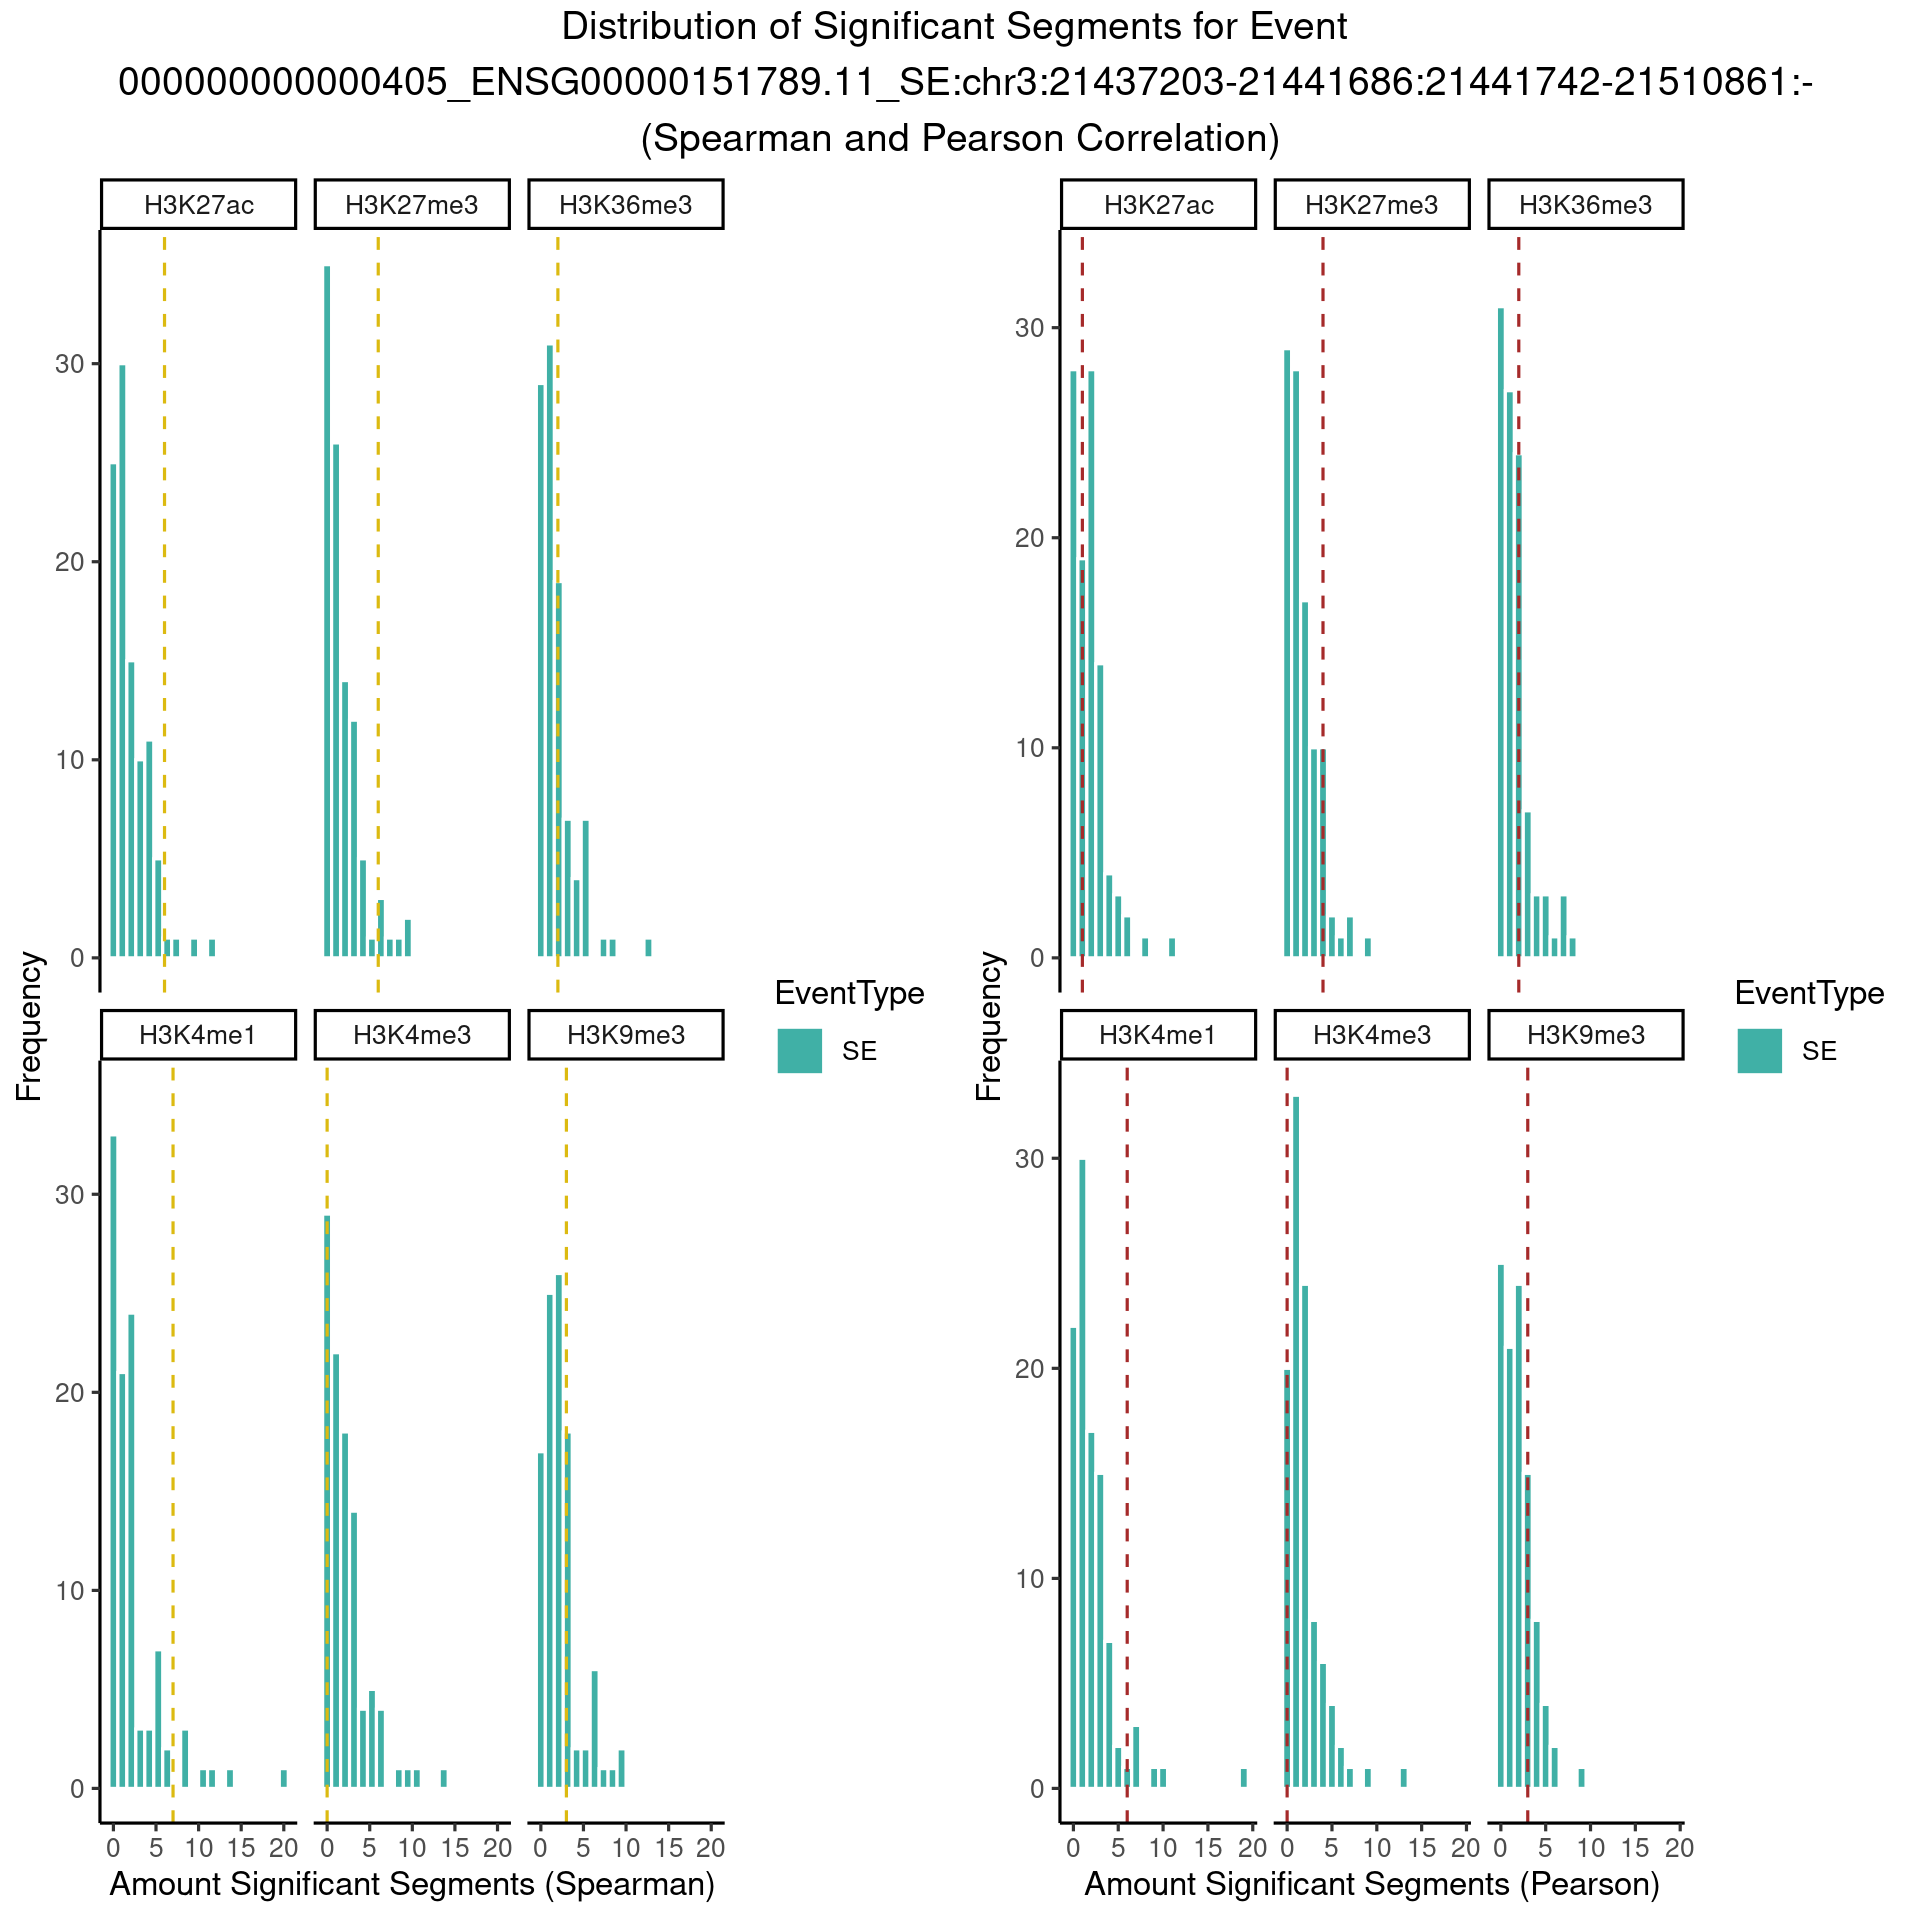 Distribution of Significant Segments for Event
000000000000405_ENSG00000151789.11_SE:chr3:21437203-21441686:21441742-21510861:-
(Spearman and Pearson Correlation)
H3K27ac H3K27me3 H3K36me3
30
20
10
0
H3K4me1 H3K4me3 H3K9me3
30
20
10
0
0 5 10 15 20 0 5 10 15 20 0 5 10 15 20
Frequency
Amount Significant Segments (Spearman)
EventType
SE
H3K27ac H3K27me3 H3K36me3
30
20
10
0
H3K4me1 H3K4me3 H3K9me3
30
20
10
0
0 5 10 15 20 0 5 10 15 20 0 5 10 15 20
Frequency
Amount Significant Segments (Pearson)
EventType
SE